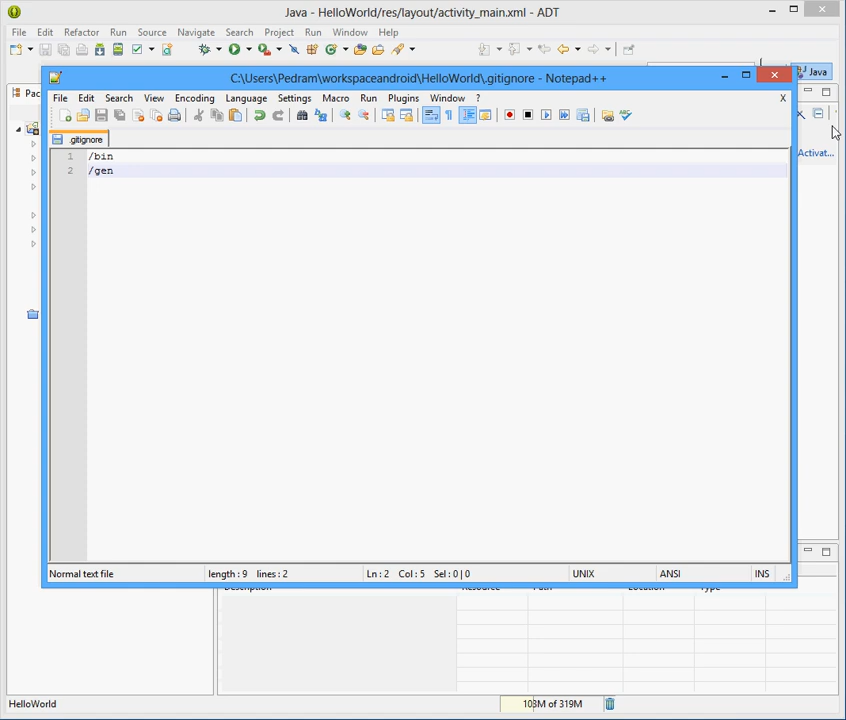 Java - HelloWorld/res/layout/activity_main.xml - ADT
File Edit Refactor Run Source Navigate Search Project Run Window Help
Java
C:\Users\Pedram\workspaceandroid\HelloWorld\.gitignore - Notepad++
File Edit Search View Encoding Language Settings Macro Run Plugins Window ? X
.gitignore
1 /bin
2 /gen
Pac
Activat...
Normal text file length : 9 lines : 2 Ln : 2 Col : 5 Sel : 0 | 0 UNIX ANSI INS
Description Resource Path Location Type
HelloWorld 103M of 319M